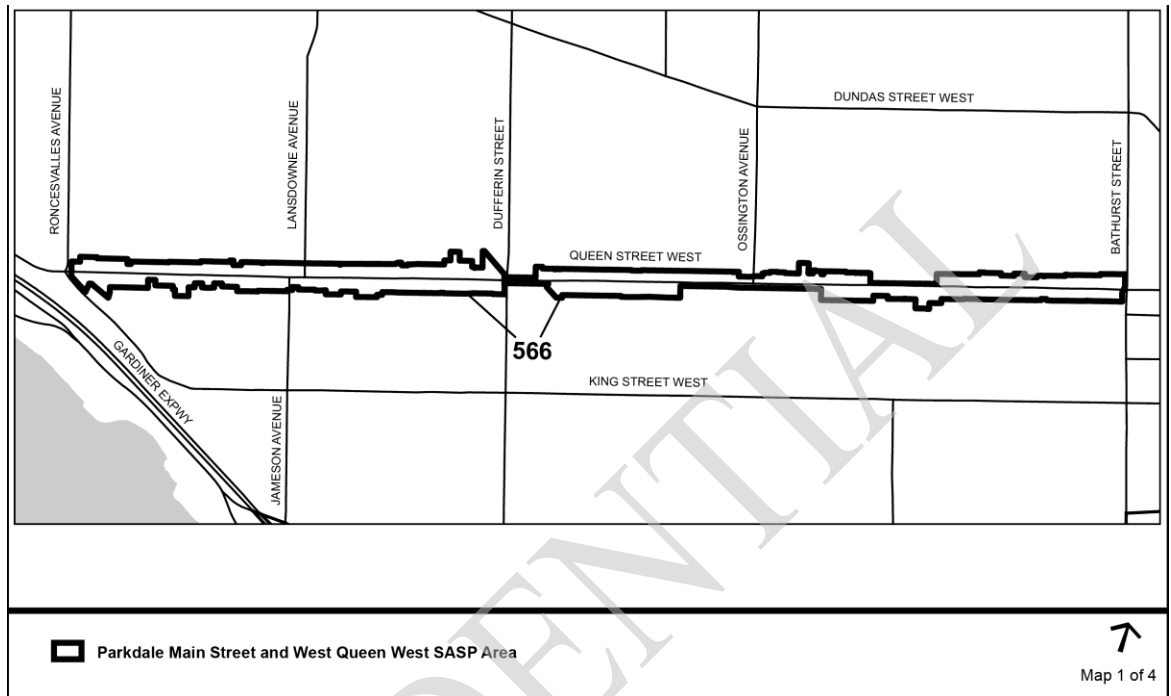 DUNDAS STREET WEST
RONCESVALLES AVENUE
LANSDOWNE AVENUE
DUFFERIN STREET
OSSINGTON AVENUE
BATHURST STREET
QUEEN STREET WEST
566
GARDINER EXPWY
KING STREET WEST
JAMESON AVENUE
DENTIAL
Parkdale Main Street and West Queen West SASP Area
Map 1 of 4